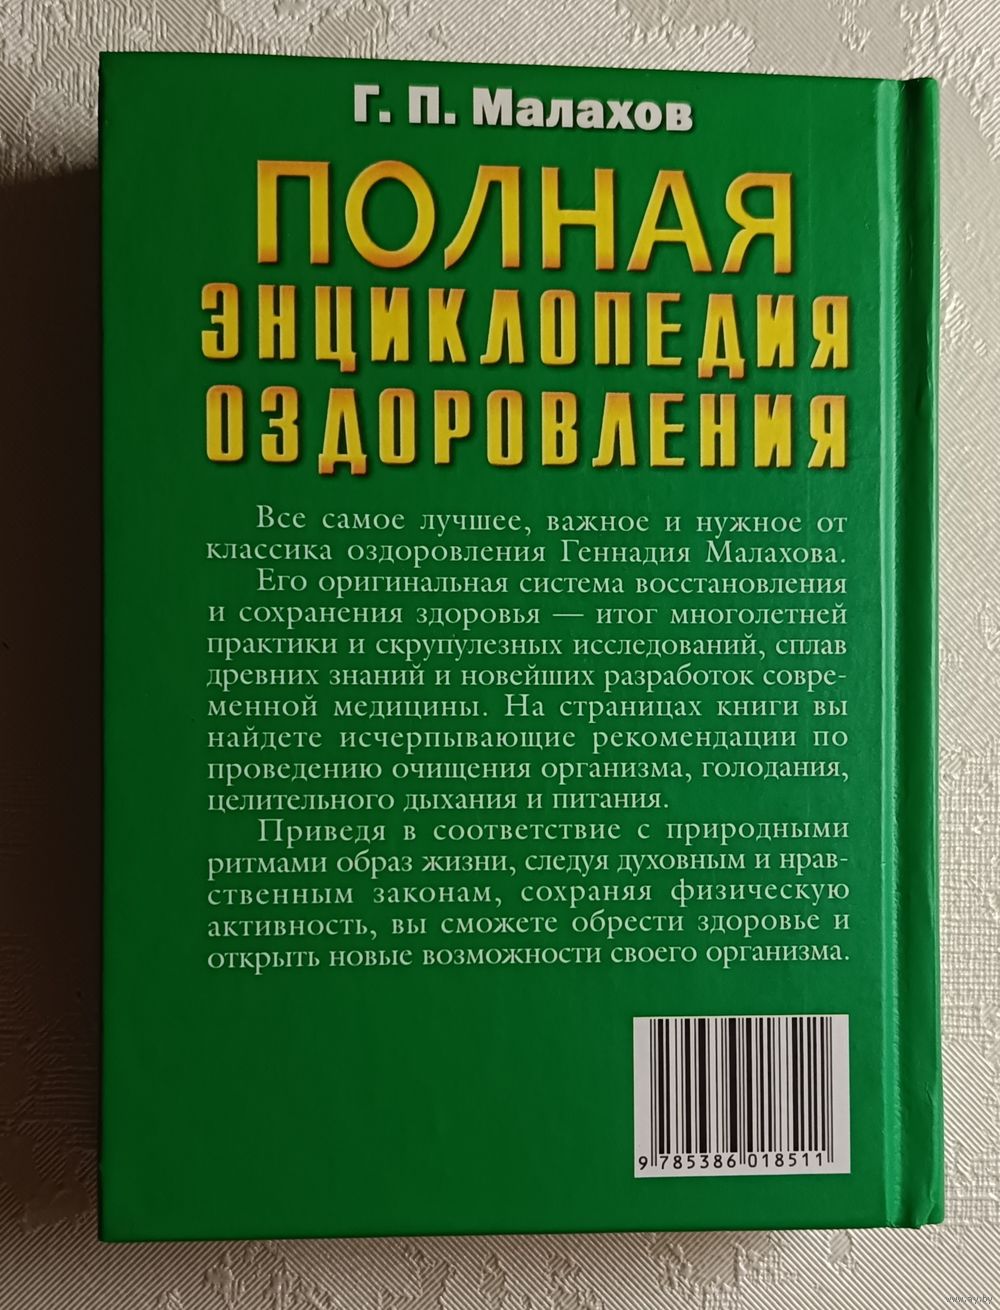 Г. П. Малахов
ПОЛНАЯ
ЭНЦИКЛОПЕДИЯ
ОЗДОРОВЛЕНИЯ
Все самое лучшее, важное и нужное от
классика оздоровления Геннадия Малахова.
Его оригинальная система восстановления
и сохранения здоровья — итог многолетней
практики и скрупулезных исследований, сплав
древних знаний и новейших разработок совре-
менной медицины. На страницах книги вы
найдете исчерпывающие рекомендации по
проведению очищения организма, голодания,
целительного дыхания и питания.
Приведя в соответствие с природными
ритмами образ жизни, следуя духовным и нрав-
ственным законам, сохраняя физическую
активность, вы сможете обрести здоровье и
открыть новые возможности своего организма.
9 785386 018511
www.ay.by